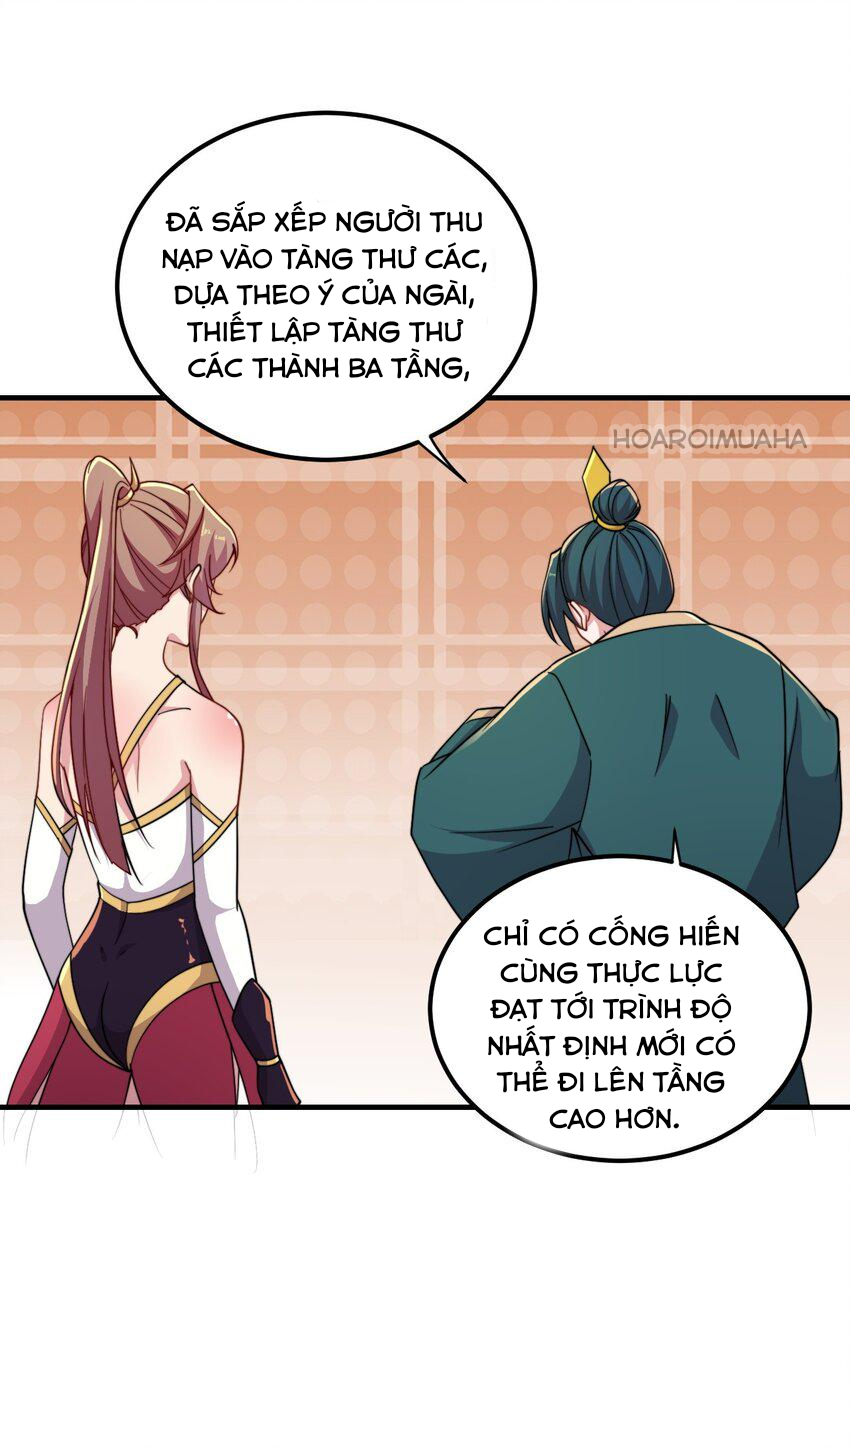 ĐÃ SẮP XẾP NGƯỜI THU
NẠP VÀO TÀNG THƯ CÁC,
DỰA THEO Ý CỦA NGÀI,
THIẾT LẬP TÀNG THƯ
CÁC THÀNH BA TẦNG,
HOAROIMUAHA
CHỈ CÓ CỐNG HIẾN
CÙNG THỰC LỰC
ĐẠT TỚI TRÌNH ĐỘ
NHẤT ĐỊNH MỚI CÓ
THỂ ĐI LÊN TẦNG
CAO HƠN.